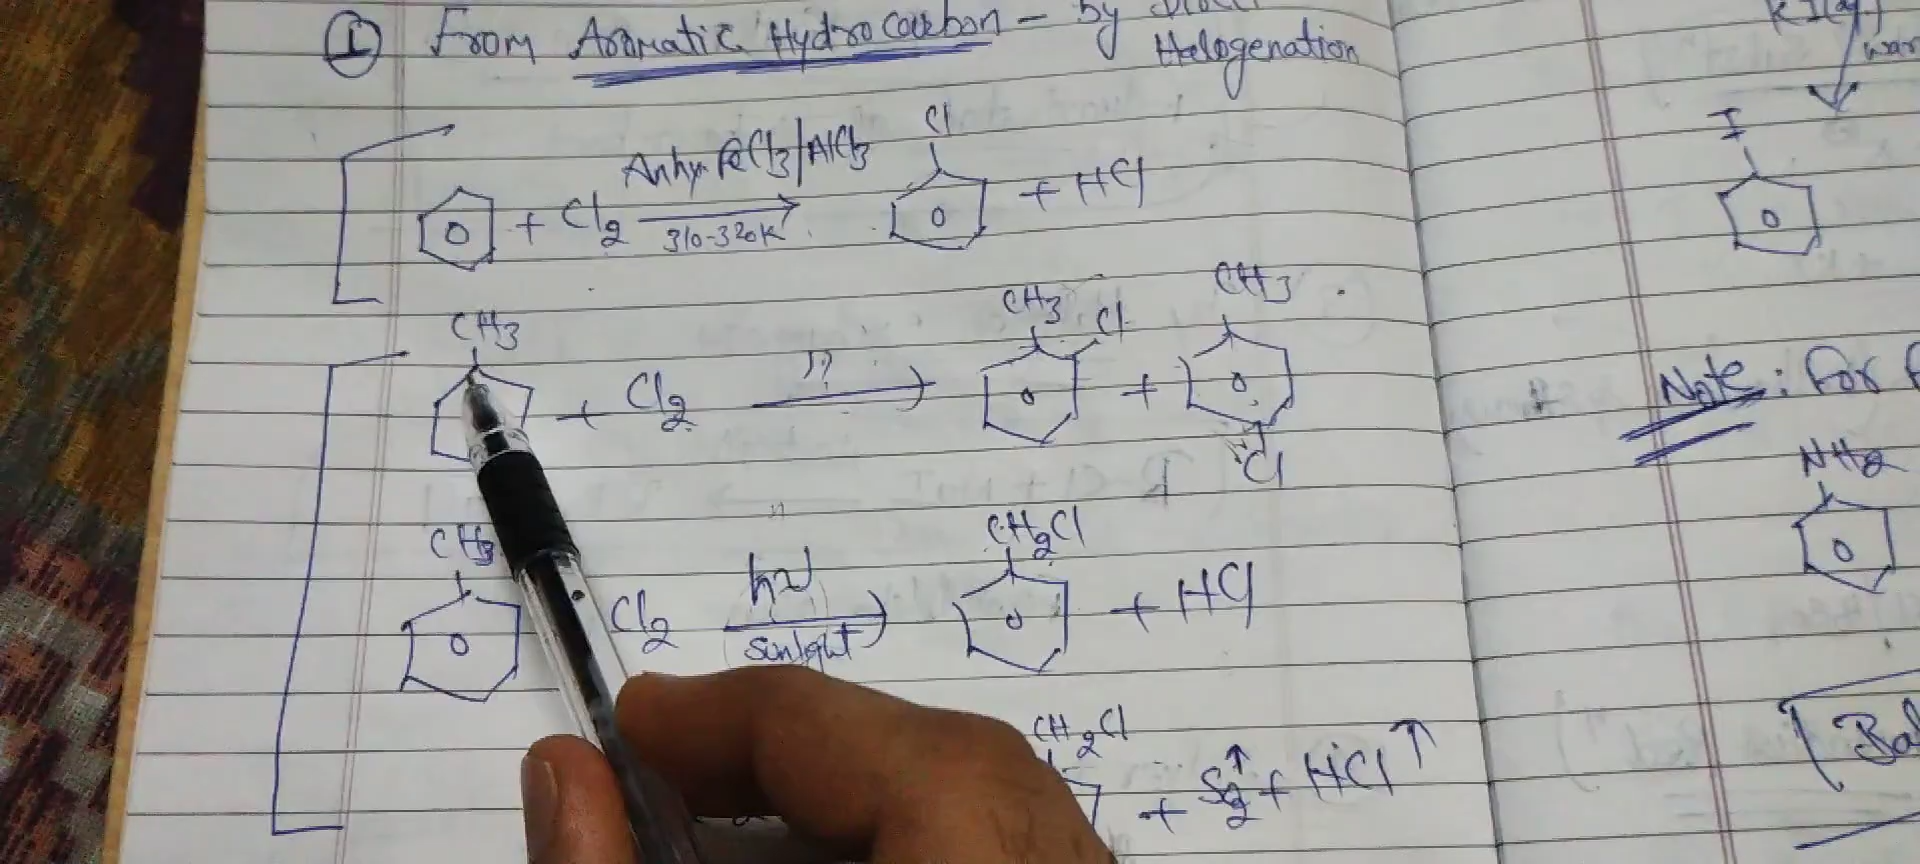 I From Aromatic Hydrocarbon - by
Halogenation
Anhy. FeCl3/AlCl3
Cl
+ Cl2
310-320K
+ HCl
CH3
+ Cl2
??
CH3
Cl
+
CH3
Cl
CH3
Cl2
hν
sunlight
CH2Cl
+ HCl
CH2Cl
+ SO2↑ + HCl↑
I
Note: For
NH2